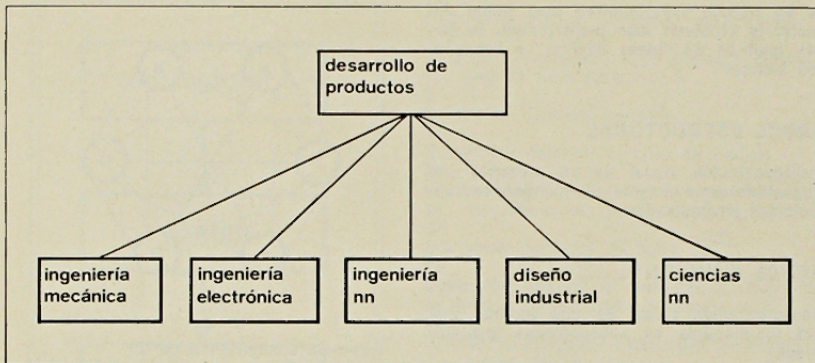 desarrollo de
productos
ingeniería
mecánica
ingeniería
electrónica
ingeniería
nn
diseño
industrial
ciencias
nn